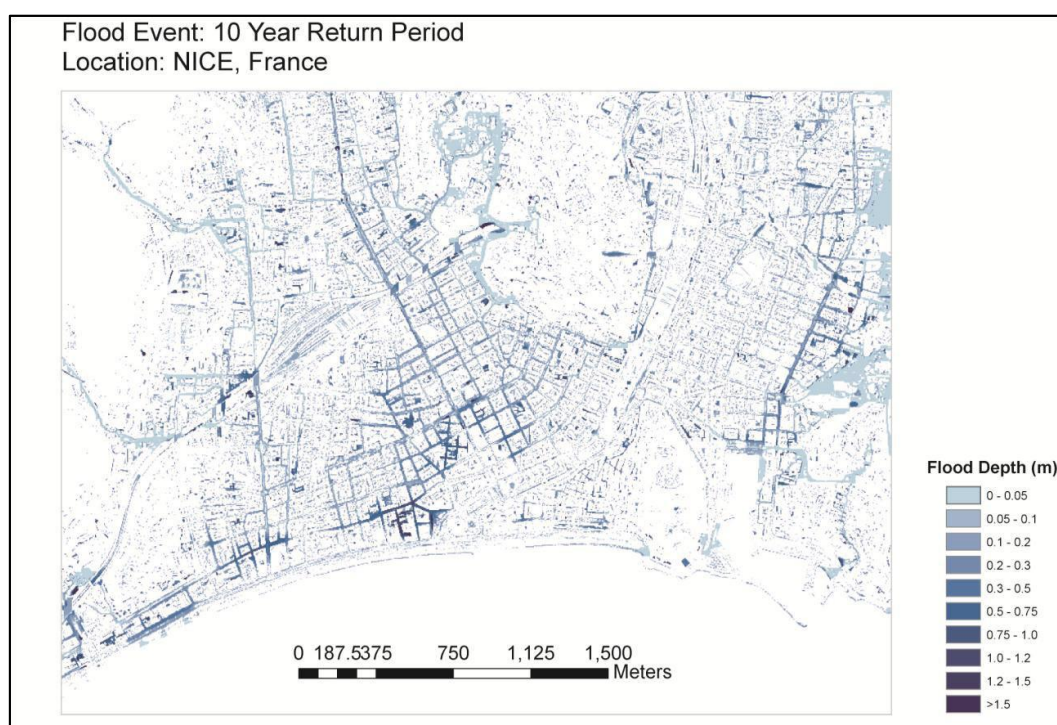 Flood Event: 10 Year Return Period
Location: NICE, France
0 187.5375 750 1,125 1,500
Meters
Flood Depth (m)
0 - 0.05
0.05 - 0.1
0.1 - 0.2
0.2 - 0.3
0.3 - 0.5
0.5 - 0.75
0.75 - 1.0
1.0 - 1.2
1.2 - 1.5
>1.5